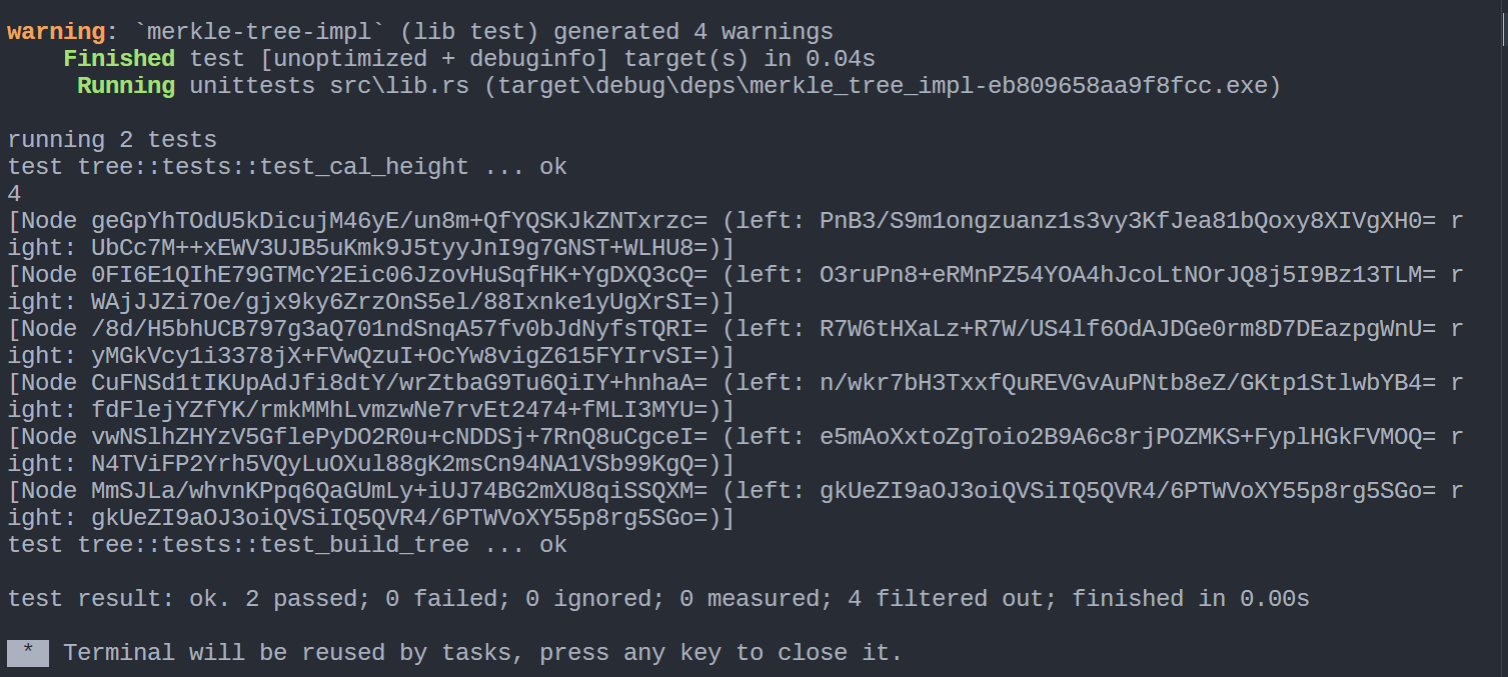 warning: `merkle-tree-impl` (lib test) generated 4 warnings
    Finished test [unoptimized + debuginfo] target(s) in 0.04s
     Running unittests src\lib.rs (target\debug\deps\merkle_tree_impl-eb809658aa9f8fcc.exe)
running 2 tests
test tree::tests::test_cal_height ... ok
4
[Node geGpYhTOdU5kDicujM46yE/un8m+QfYQSKJkZNTxrzc= (left: PnB3/S9m1ongzuanz1s3vy3KfJea81bQoxy8XIVgXH0= r
ight: UbCc7M++xEWV3UJB5uKmk9J5tyyJnI9g7GNST+WLHU8=)]
[Node 0FI6E1QIhE79GTMcY2Eic06JzovHuSqfHK+YgDXQ3cQ= (left: O3ruPn8+eRMnPZ54YOA4hJcoLtNOrJQ8j5I9Bz13TLM= r
ight: WAjJJZi7Oe/gjx9ky6ZrzOnS5el/88Ixnke1yUgXrSI=)]
[Node /8d/H5bhUCB797g3aQ701ndSnqA57fv0bJdNyfsTQRI= (left: R7W6tHXaLz+R7W/US4lf6OdAJDGe0rm8D7DEazpgWnU= r
ight: yMGkVcy1i3378jX+FVwQzuI+OcYw8vigZ615FYIrvSI=)]
[Node CuFNSd1tIKUpAdJfi8dtY/wrZtbaG9Tu6QiIY+hnhaA= (left: n/wkr7bH3TxxfQuREVGvAuPNtb8eZ/GKtp1StlwbYB4= r
ight: fdFlejYZfYK/rmkMMhLvmzwNe7rvEt2474+fMLI3MYU=)]
[Node vwNSlhZHYzV5GflePyDO2R0u+cNDDSj+7RnQ8uCgceI= (left: e5mAoXxtoZgToio2B9A6c8rjPOZMKS+FyplHGkFVMOQ= r
ight: N4TViFP2Yrh5VQyLuOXul88gK2msCn94NA1VSb99KgQ=)]
[Node MmSJLa/whvnKPpq6QaGUmLy+iUJ74BG2mXU8qiSSQXM= (left: gkUeZI9aOJ3oiQVSiIQ5QVR4/6PTWVoXY55p8rg5SGo= r
ight: gkUeZI9aOJ3oiQVSiIQ5QVR4/6PTWVoXY55p8rg5SGo=)]
test tree::tests::test_build_tree ... ok
test result: ok. 2 passed; 0 failed; 0 ignored; 0 measured; 4 filtered out; finished in 0.00s
 *  Terminal will be reused by tasks, press any key to close it.